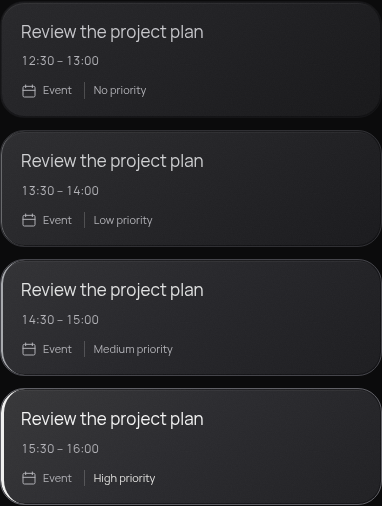 Review the project plan
12:30 – 13:00
Event No priority
Review the project plan
13:30 – 14:00
Event Low priority
Review the project plan
14:30 – 15:00
Event Medium priority
Review the project plan
15:30 – 16:00
Event High priority